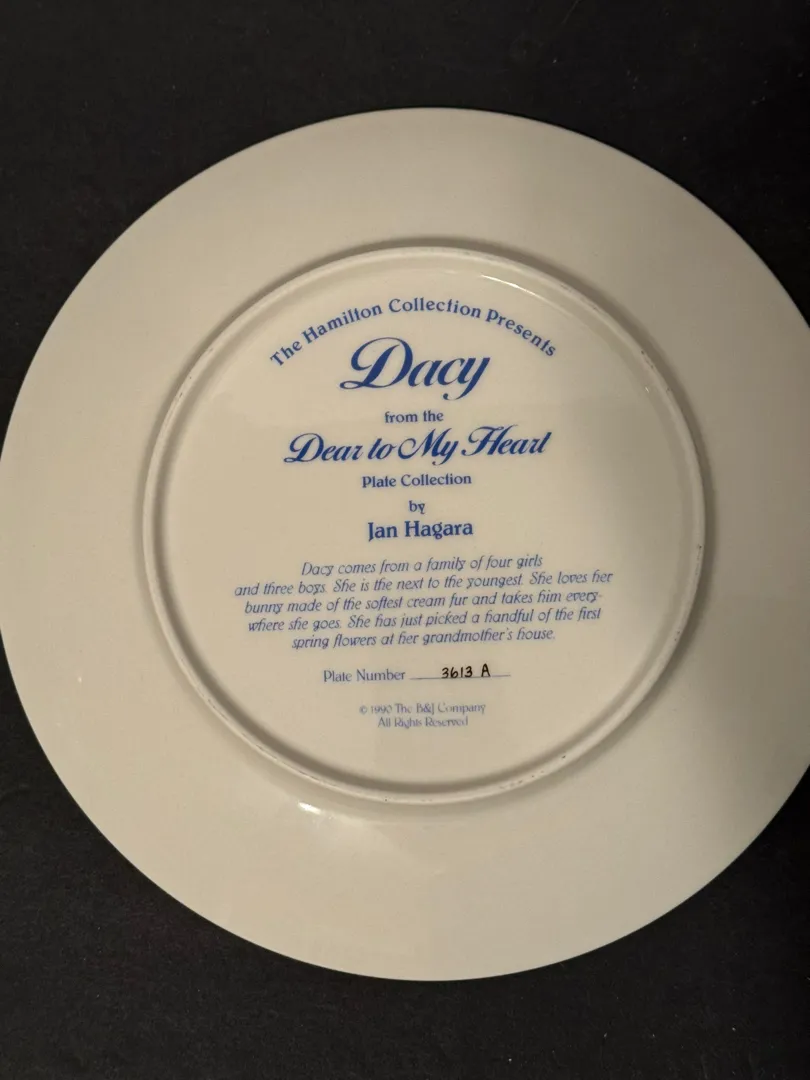 The Hamilton Collection Presents
Dacy
from the
Dear to My Heart
Plate Collection
by
Jan Hagara
Dacy comes from a family of four girls
and three boys. She is the next to the youngest. She loves her
bunny made of the softest cream fur and takes him every-
where she goes. She has just picked a handful of the first
spring flowers at her grandmother's house.
Plate Number 3613 A
© 1990 The B&J Company
All Rights Reserved